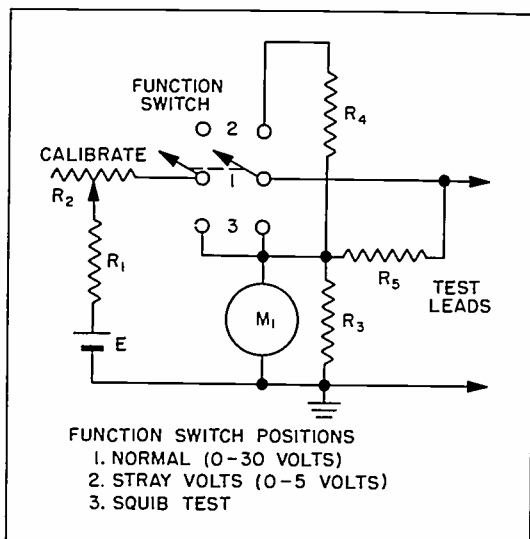 FUNCTION
SWITCH
2
R4
CALIBRATE
1
R2
3
R1
R5
TEST
LEADS
M1
R3
E
FUNCTION SWITCH POSITIONS
1. NORMAL (0-30 VOLTS)
2. STRAY VOLTS (0-5 VOLTS)
3. SQUIB TEST